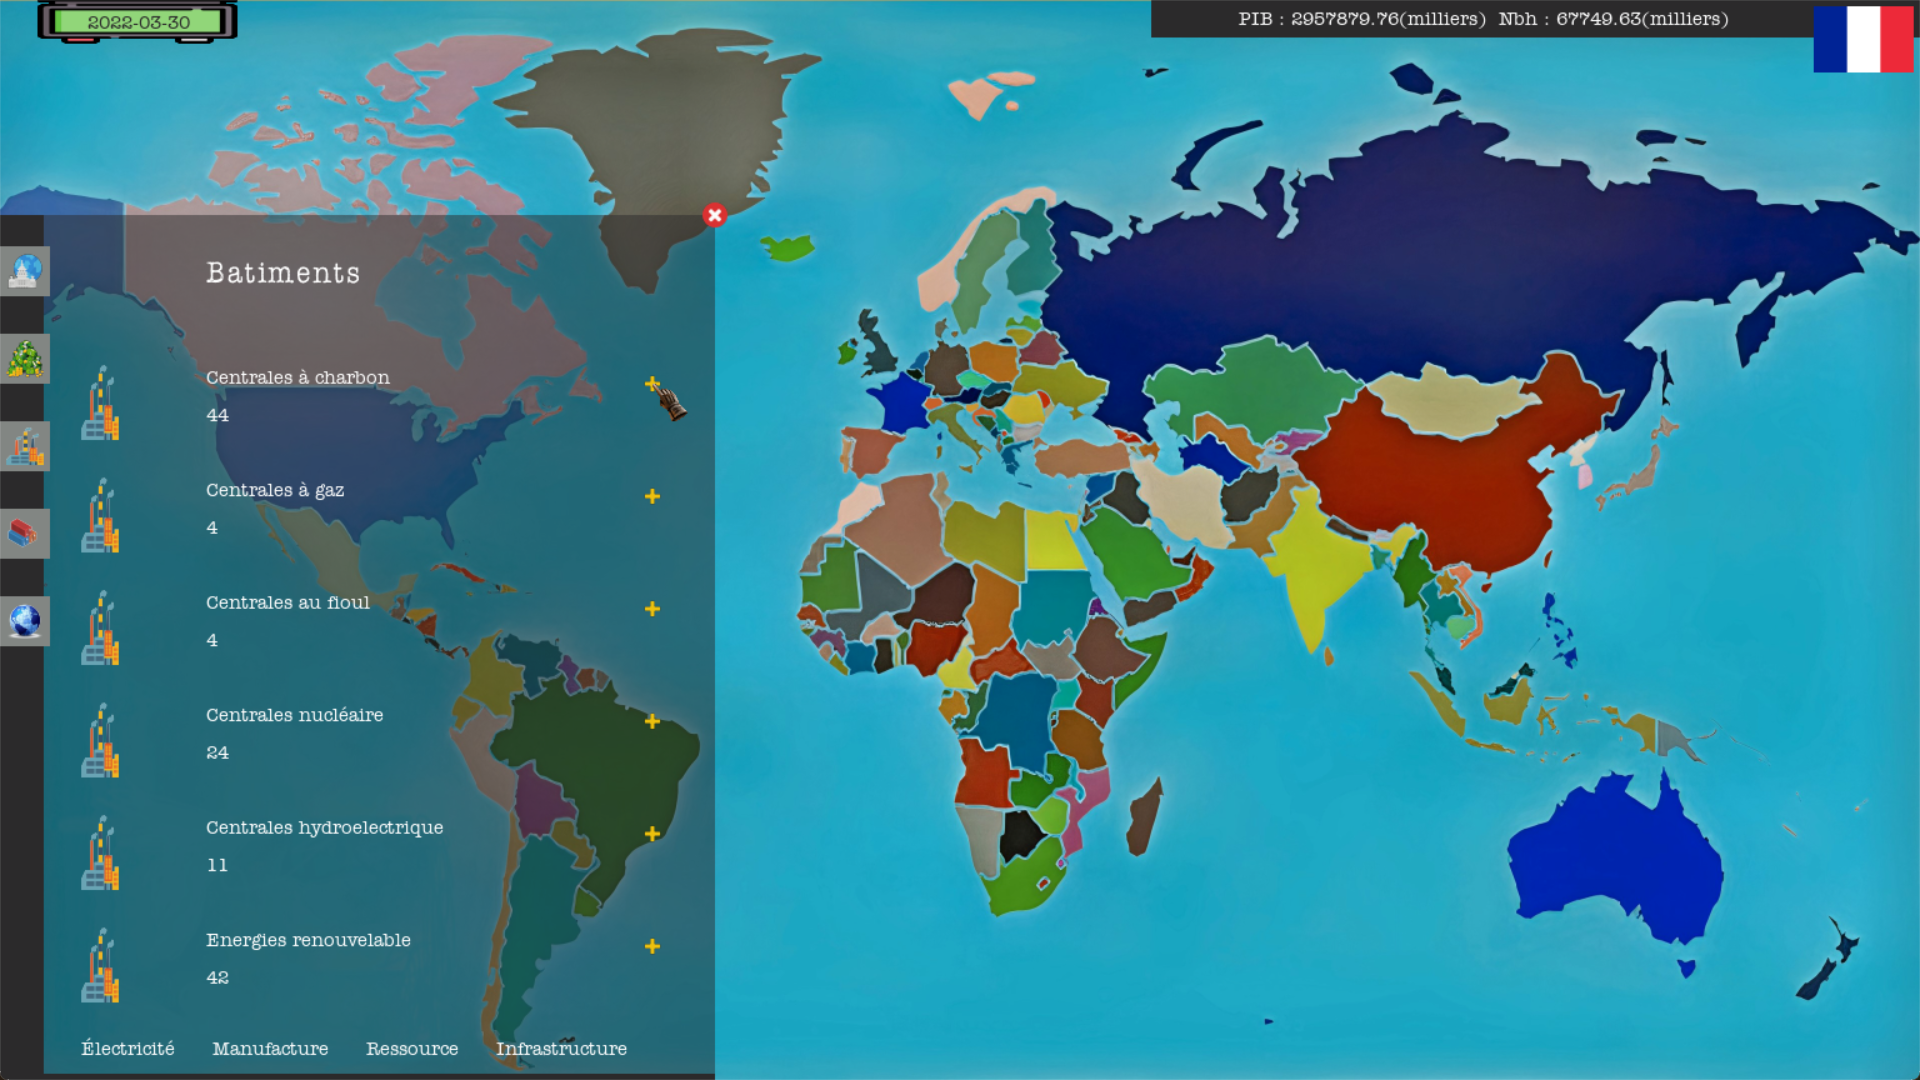 2022-03-30
PIB : 2957879.76(milliers) Nbh : 67749.63(milliers)
Batiments
Centrales à charbon
44
Centrales à gaz
4
Centrales au fioul
4
Centrales nucléaire
24
Centrales hydroelectrique
11
Energies renouvelable
42
Électricité Manufacture Ressource Infrastructure